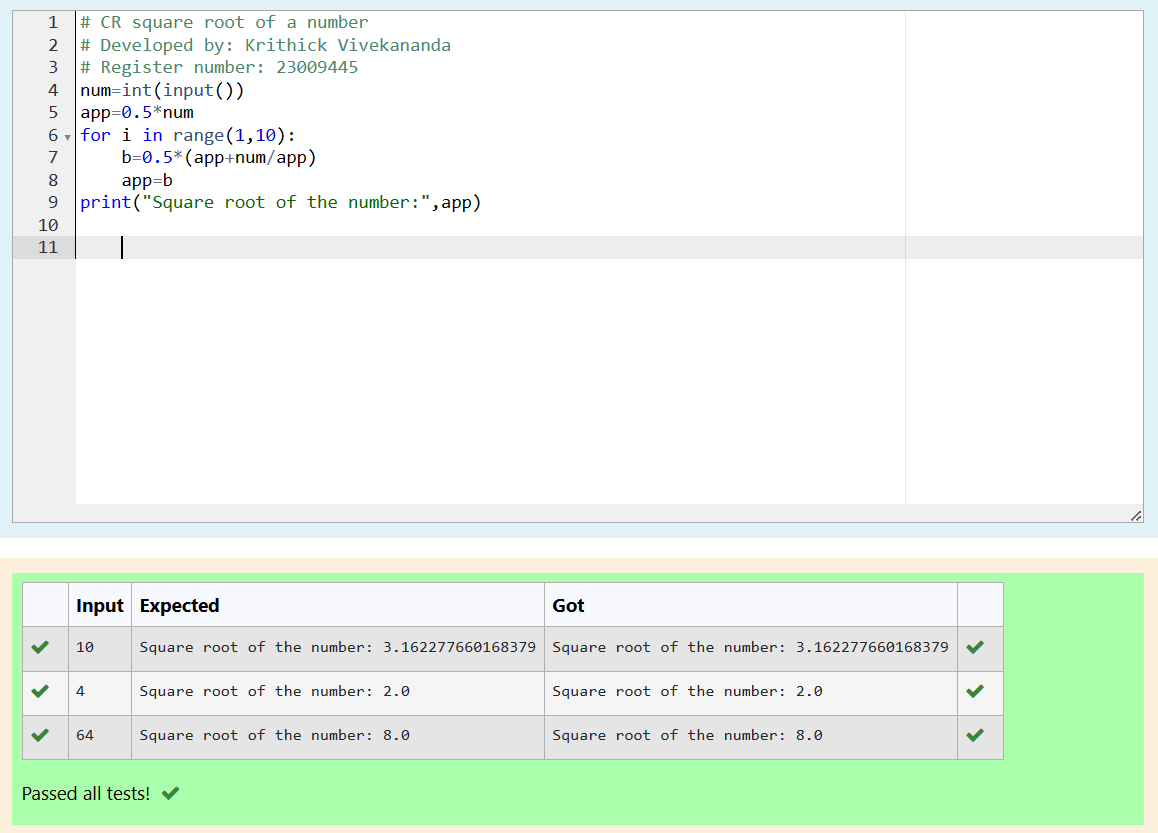 1 # CR square root of a number
2 # Developed by: Krithick Vivekananda
3 # Register number: 23009445
4 num=int(input())
5 app=0.5*num
6 for i in range(1,10):
7     b=0.5*(app+num/app)
8     app=b
9 print("Square root of the number:",app)
10
11
Input Expected Got
10 Square root of the number: 3.162277660168379 Square root of the number: 3.162277660168379
4 Square root of the number: 2.0 Square root of the number: 2.0
64 Square root of the number: 8.0 Square root of the number: 8.0
Passed all tests!